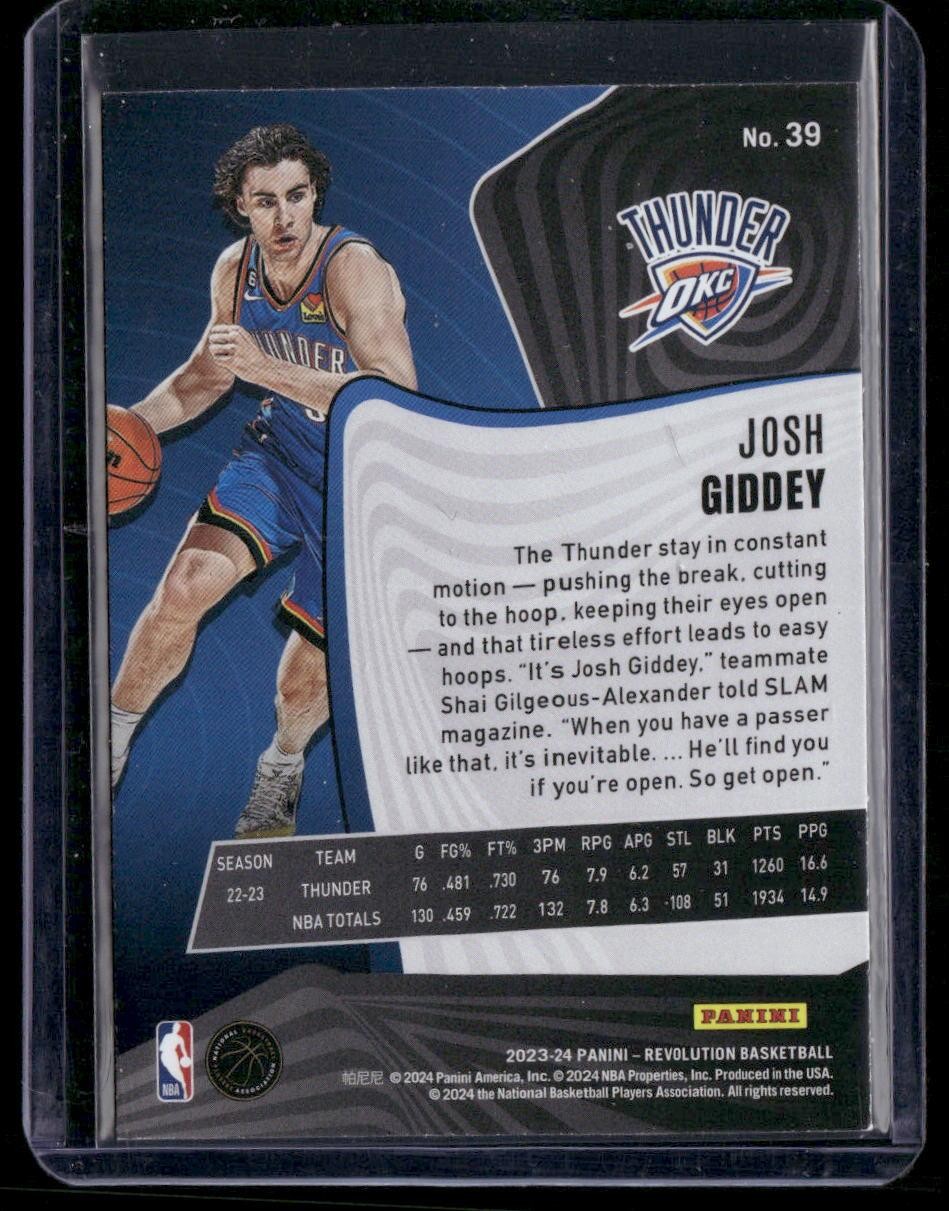 No. 39
THUNDER
OKC
THUNDER
JOSH
GIDDEY
The Thunder stay in constant
motion — pushing the break, cutting
to the hoop, keeping their eyes open
— and that tireless effort leads to easy
hoops. “It’s Josh Giddey,” teammate
Shai Gilgeous-Alexander told SLAM
magazine. “When you have a passer
like that, it’s inevitable. ... He’ll find you
if you’re open. So get open.”
SEASON TEAM G FG% FT% 3PM RPG APG STL BLK PTS PPG
22-23 THUNDER 76 .481 .730 76 7.9 6.2 57 31 1260 16.6
NBA TOTALS 130 .459 .722 132 7.8 6.3 108 51 1934 14.9
PANINI
NBA
NATIONAL BASKETBALL PLAYERS ASSOCIATION
2023-24 PANINI – REVOLUTION BASKETBALL
帕尼尼 © 2024 Panini America, Inc. © 2024 NBA Properties, Inc. Produced in the USA.
© 2024 the National Basketball Players Association. All rights reserved.